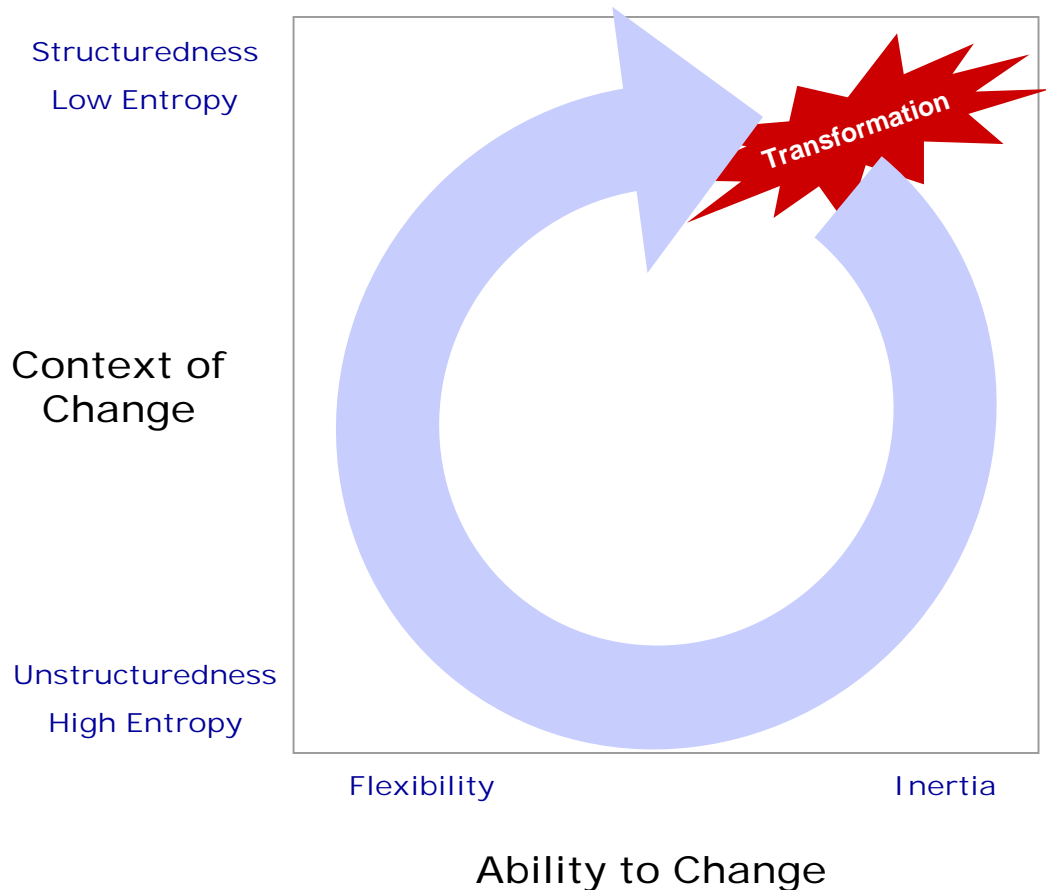 Structuredness
Low Entropy
Transformation
Context of
Change
Unstructuredness
High Entropy
Flexibility
Inertia
Ability to Change